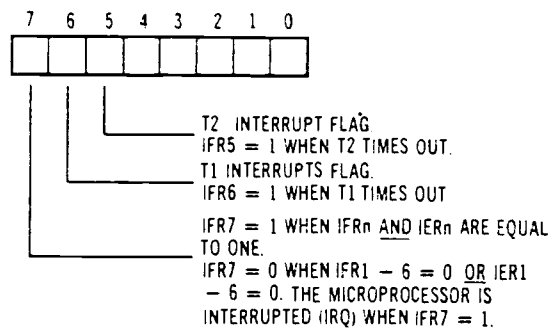 7 6 5 4 3 2 1 0
T2 INTERRUPT FLAG
IFR5 = 1 WHEN T2 TIMES OUT.
T1 INTERRUPTS FLAG.
IFR6 = 1 WHEN T1 TIMES OUT
IFR7 = 1 WHEN IFRn AND IERn ARE EQUAL
TO ONE.
IFR7 = 0 WHEN IFR1 – 6 = 0 OR IER1
– 6 = 0. THE MICROPROCESSOR IS
INTERRUPTED (IRQ) WHEN IFR7 = 1.